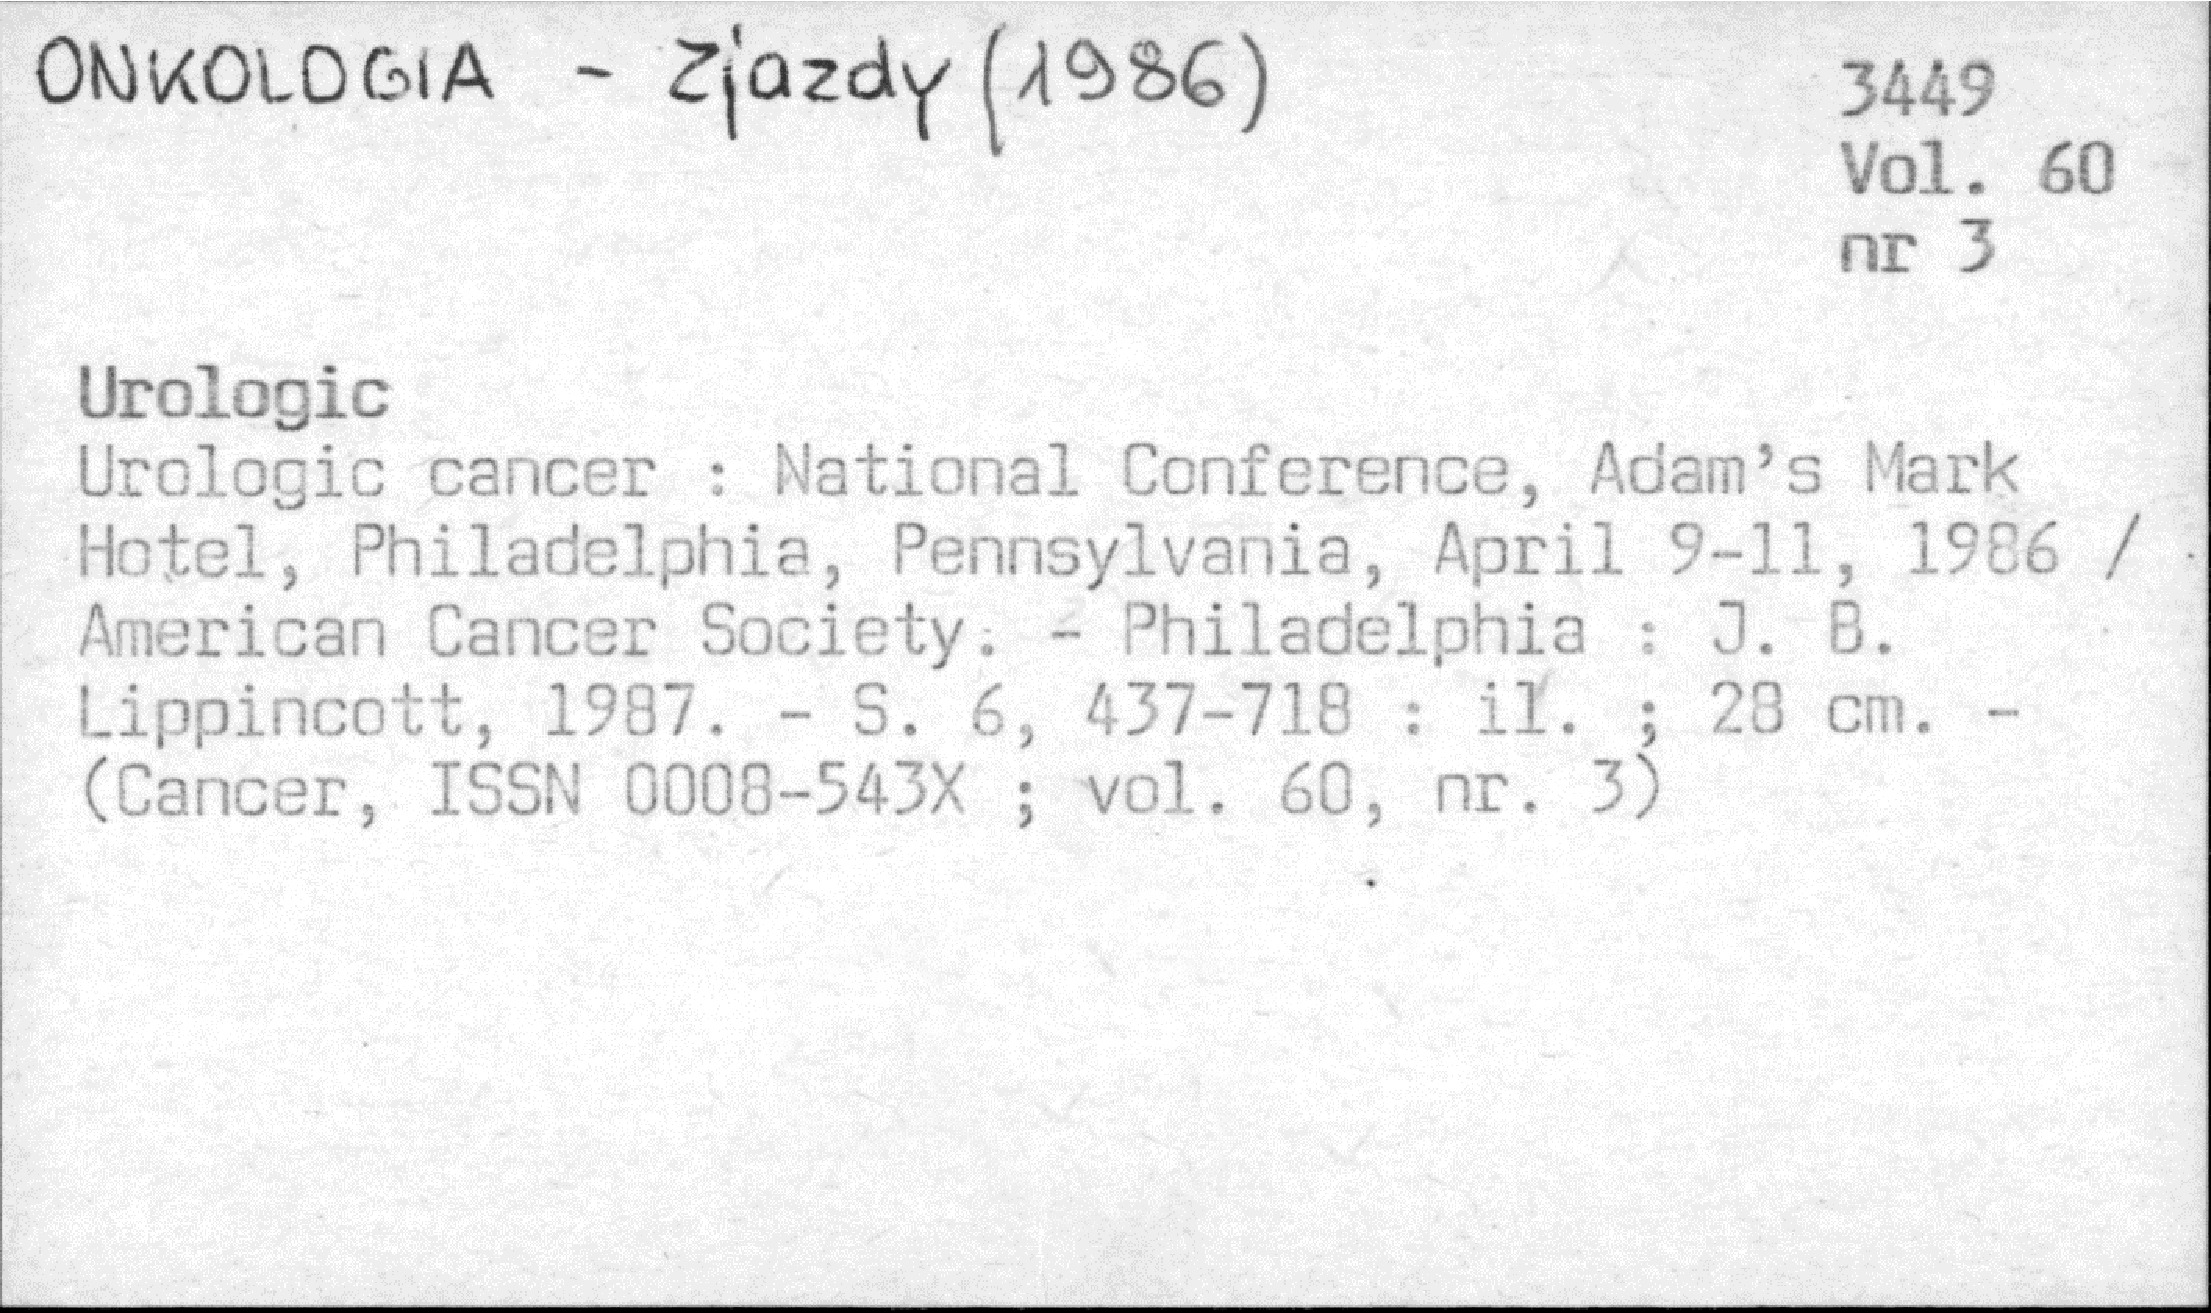 ONKOLOGIA - Zjazdy (1986)
3449
Vol. 60
nr 3
Urologic
Urologic cancer : National Conference, Adam's Mark
Hotel, Philadelphia, Pennsylvania, April 9-11, 1986 /
American Cancer Society. - Philadelphia : J. B.
Lippincott, 1987. - S. 6, 437-718 : il. ; 28 cm. -
(Cancer, ISSN 0008-543X ; vol. 60, nr. 3)